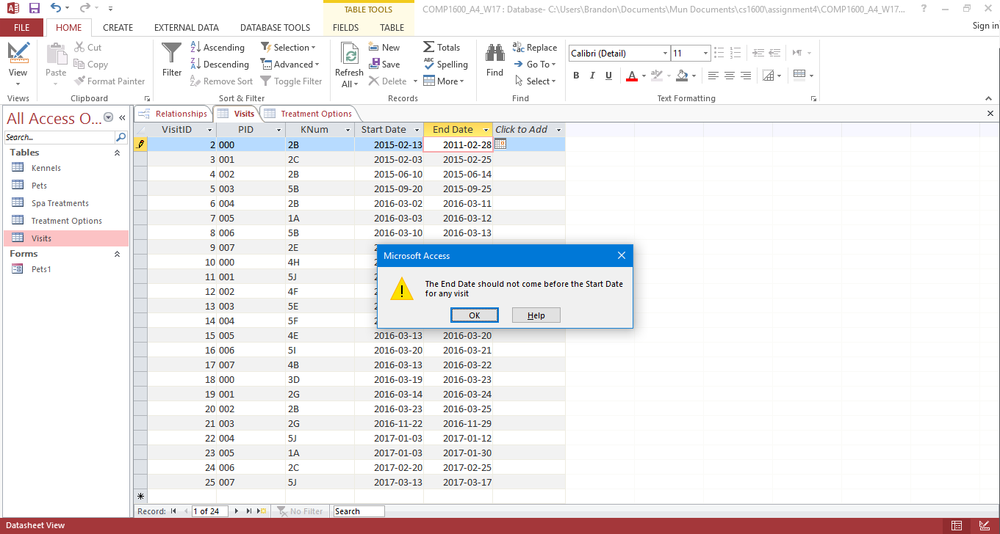 TABLE TOOLS
COMP1600_A4_W17 : Database- C:\Users\Brandon\Documents\Mun Documents\cs1600\assignment4\COMP1600_A4_W17...
?
FILE HOME CREATE EXTERNAL DATA DATABASE TOOLS FIELDS TABLE
Sign in
View
Views
Paste
Cut
Copy
Format Painter
Clipboard
Filter
Ascending
Descending
Remove Sort
Selection
Advanced
Toggle Filter
Sort & Filter
Refresh
All
New
Save
Delete
Totals
Spelling
More
Records
Find
Replace
Go To
Select
Find
Calibri (Detail) 11
B I U A
Text Formatting
All Access O...
Search...
Tables
Kennels
Pets
Spa Treatments
Treatment Options
Visits
Forms
Pets1
Relationships Visits Treatment Options
VisitID PID KNum Start Date End Date Click to Add
2 000 2B 2015-02-13 2011-02-28
3 001 2C 2015-02-03 2015-02-25
4 002 2B 2015-06-10 2015-06-14
5 003 5B 2015-09-20 2015-09-25
6 004 2B 2016-03-02 2016-03-11
7 005 1A 2016-03-03 2016-03-12
8 006 5B 2016-03-10 2016-03-13
9 007 2E 2
10 000 4H 2
11 001 5J 2
12 002 4F 2
13 003 5E 2
14 004 5F 2
15 005 4E 2016-03-13 2016-03-20
16 006 5I 2016-03-20 2016-03-21
17 007 4B 2016-03-13 2016-03-22
18 000 3D 2016-03-19 2016-03-23
19 001 2G 2016-03-14 2016-03-24
20 002 2B 2016-03-23 2016-03-25
21 003 2G 2016-11-22 2016-11-29
22 004 5J 2017-01-03 2017-01-12
23 005 1A 2017-01-03 2017-01-30
24 006 2C 2017-02-20 2017-02-25
25 007 5J 2017-03-13 2017-03-17
Microsoft Access
The End Date should not come before the Start Date
for any visit
OK Help
Record: 1 of 24 No Filter Search
Datasheet View